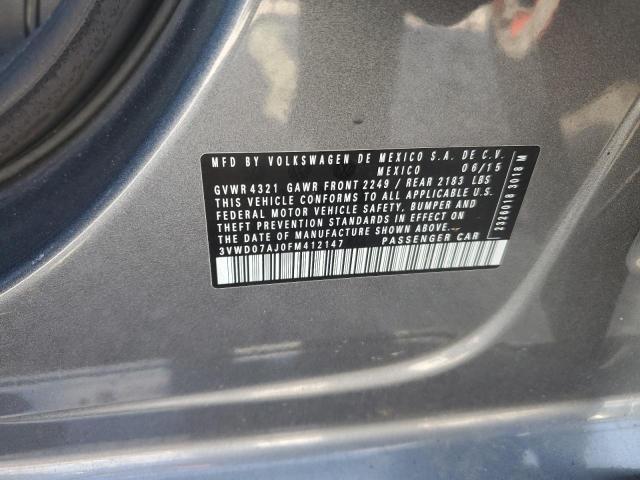 MFD BY VOLKSWAGEN DE MEXICO S.A. DE C.V.
MEXICO 06/15
GVWR 4321 GAWR FRONT 2249 / REAR 2183 LBS
THIS VEHICLE CONFORMS TO ALL APPLICABLE U.S.
FEDERAL MOTOR VEHICLE SAFETY, BUMPER AND
THEFT PREVENTION STANDARDS IN EFFECT ON
THE DATE OF MANUFACTURE SHOWN ABOVE
3VWD07AJ0FM412147 PASSENGER CAR
2326018 3018 M